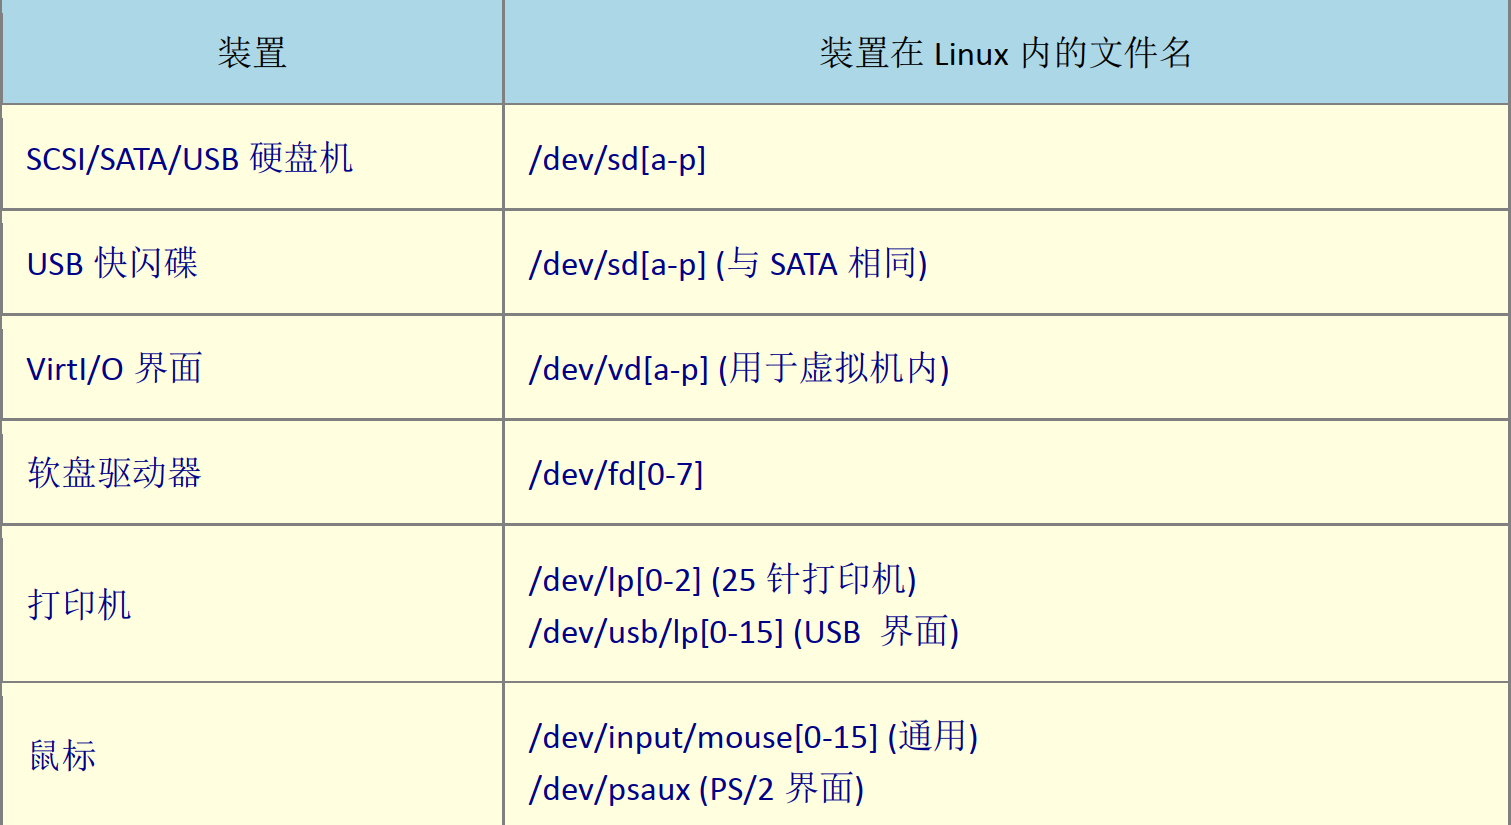 装置
装置在 Linux 内的文件名
SCSI/SATA/USB 硬盘机
/dev/sd[a-p]
USB 快闪碟
/dev/sd[a-p] (与 SATA 相同)
VirtI/O 界面
/dev/vd[a-p] (用于虚拟机内)
软盘驱动器
/dev/fd[0-7]
打印机
/dev/lp[0-2] (25 针打印机)
/dev/usb/lp[0-15] (USB 界面)
鼠标
/dev/input/mouse[0-15] (通用)
/dev/psaux (PS/2 界面)